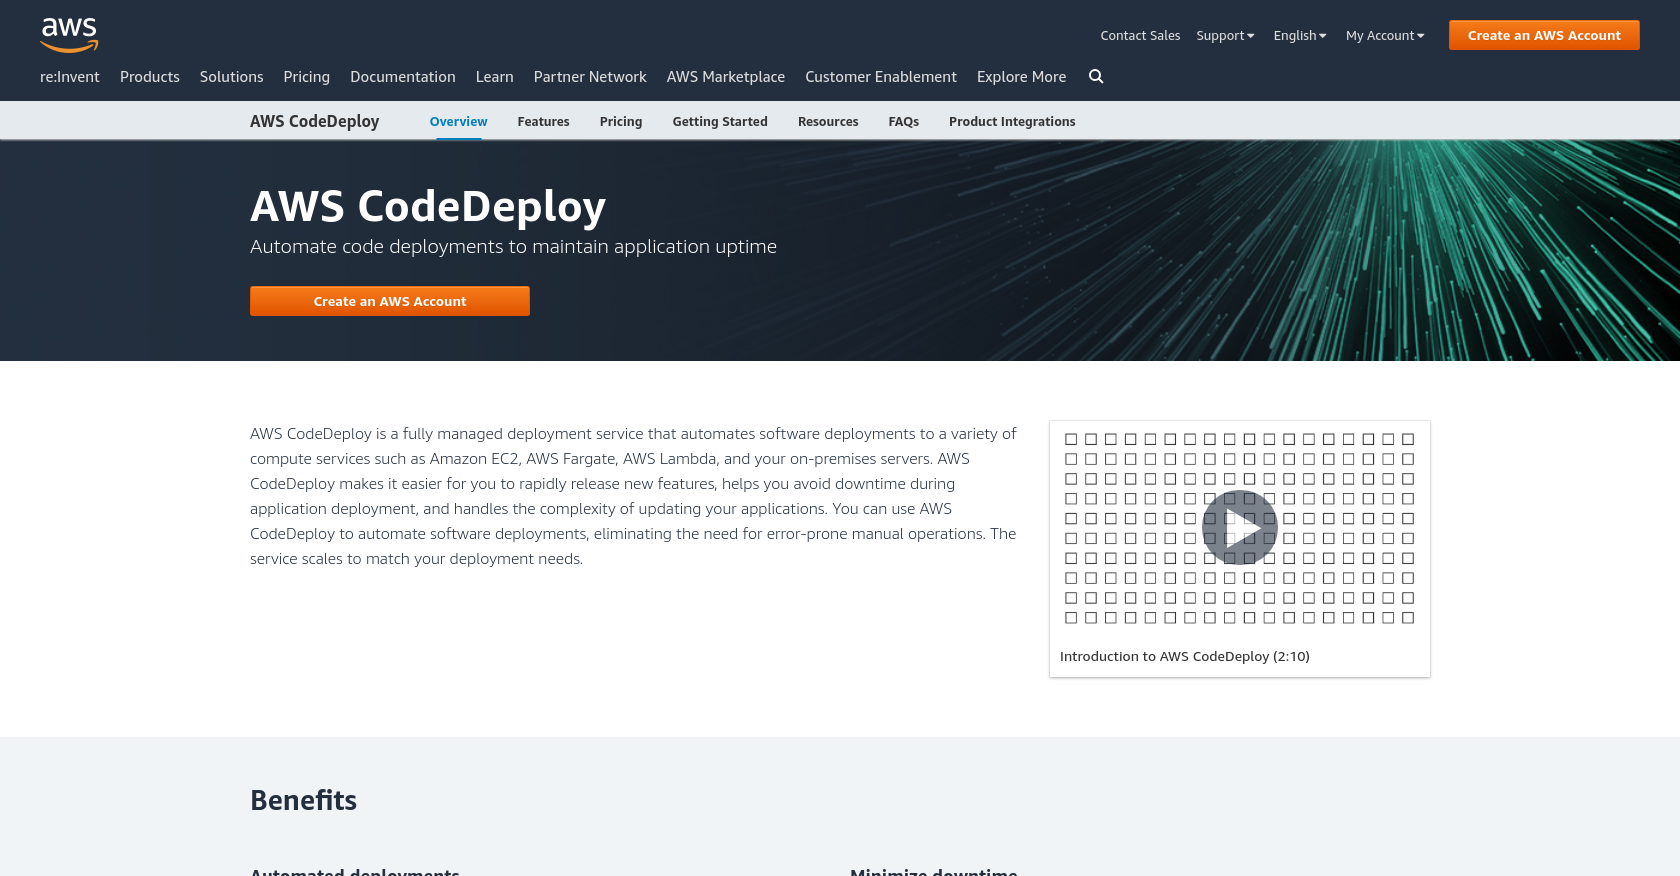 aws
Contact Sales Support English My Account Create an AWS Account
re:Invent Products Solutions Pricing Documentation Learn Partner Network AWS Marketplace Customer Enablement Explore More
AWS CodeDeploy Overview Features Pricing Getting Started Resources FAQs Product Integrations
AWS CodeDeploy
Automate code deployments to maintain application uptime
Create an AWS Account
AWS CodeDeploy is a fully managed deployment service that automates software deployments to a variety of
compute services such as Amazon EC2, AWS Fargate, AWS Lambda, and your on-premises servers. AWS
CodeDeploy makes it easier for you to rapidly release new features, helps you avoid downtime during
application deployment, and handles the complexity of updating your applications. You can use AWS
CodeDeploy to automate software deployments, eliminating the need for error-prone manual operations. The
service scales to match your deployment needs.
Introduction to AWS CodeDeploy (2:10)
Benefits
Automated deployments Minimize downtime